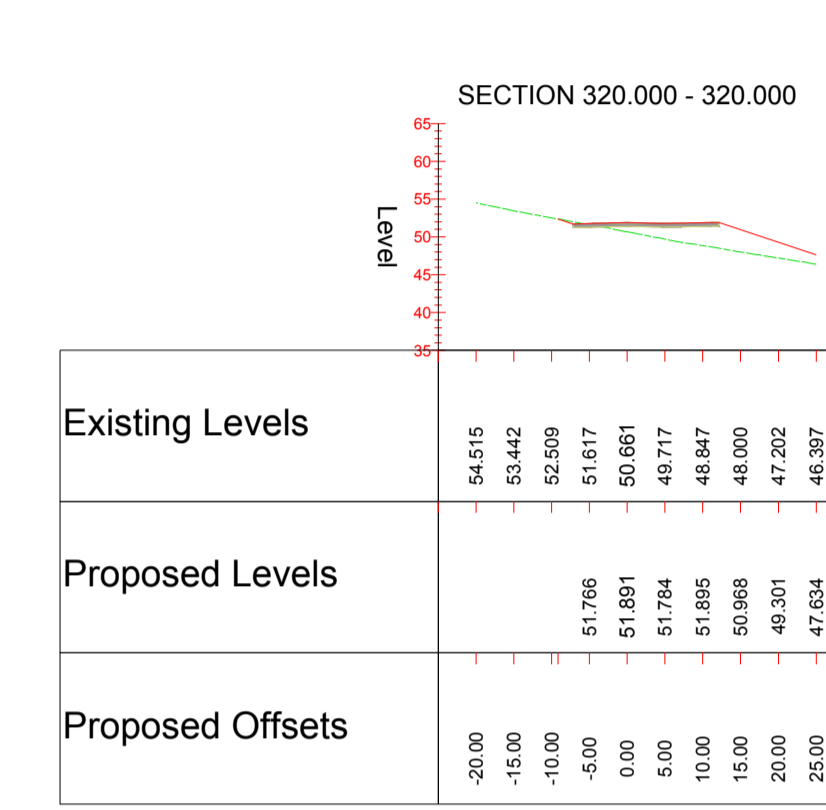 SECTION 320.000 - 320.000
Level
65
60
55
50
45
40
35
Existing Levels
54.515 53.442 52.509 51.617 50.661 49.717 48.847 48.000 47.202 46.397
Proposed Levels
51.766 51.891 51.784 51.895 50.968 49.301 47.634
Proposed Offsets
-20.00 -15.00 -10.00 -5.00 0.00 5.00 10.00 15.00 20.00 25.00